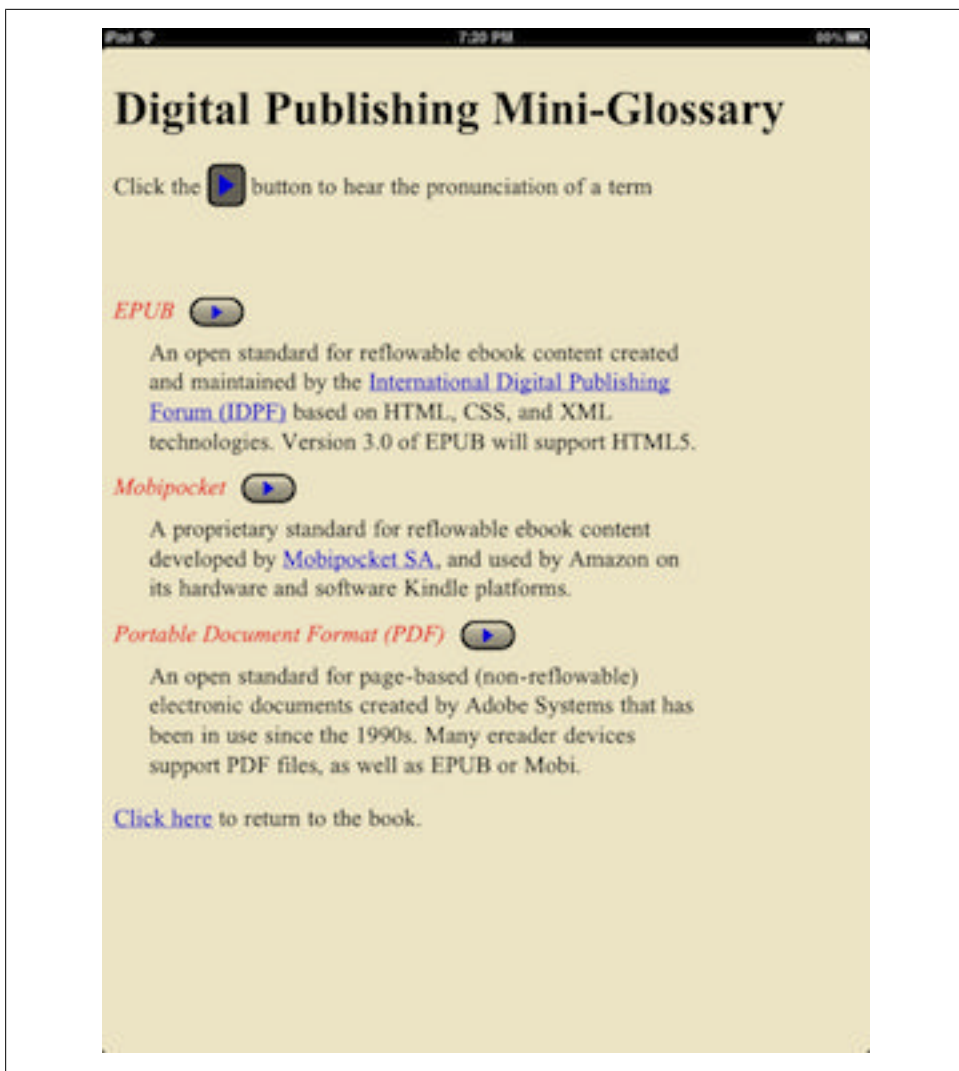 iPad 7:20 PM
Digital Publishing Mini-Glossary
Click the button to hear the pronunciation of a term
EPUB
An open standard for reflowable ebook content created
and maintained by the International Digital Publishing
Forum (IDPF) based on HTML, CSS, and XML
technologies. Version 3.0 of EPUB will support HTML5.
Mobipocket
A proprietary standard for reflowable ebook content
developed by Mobipocket SA, and used by Amazon on
its hardware and software Kindle platforms.
Portable Document Format (PDF)
An open standard for page-based (non-reflowable)
electronic documents created by Adobe Systems that has
been in use since the 1990s. Many ereader devices
support PDF files, as well as EPUB or Mobi.
Click here to return to the book.